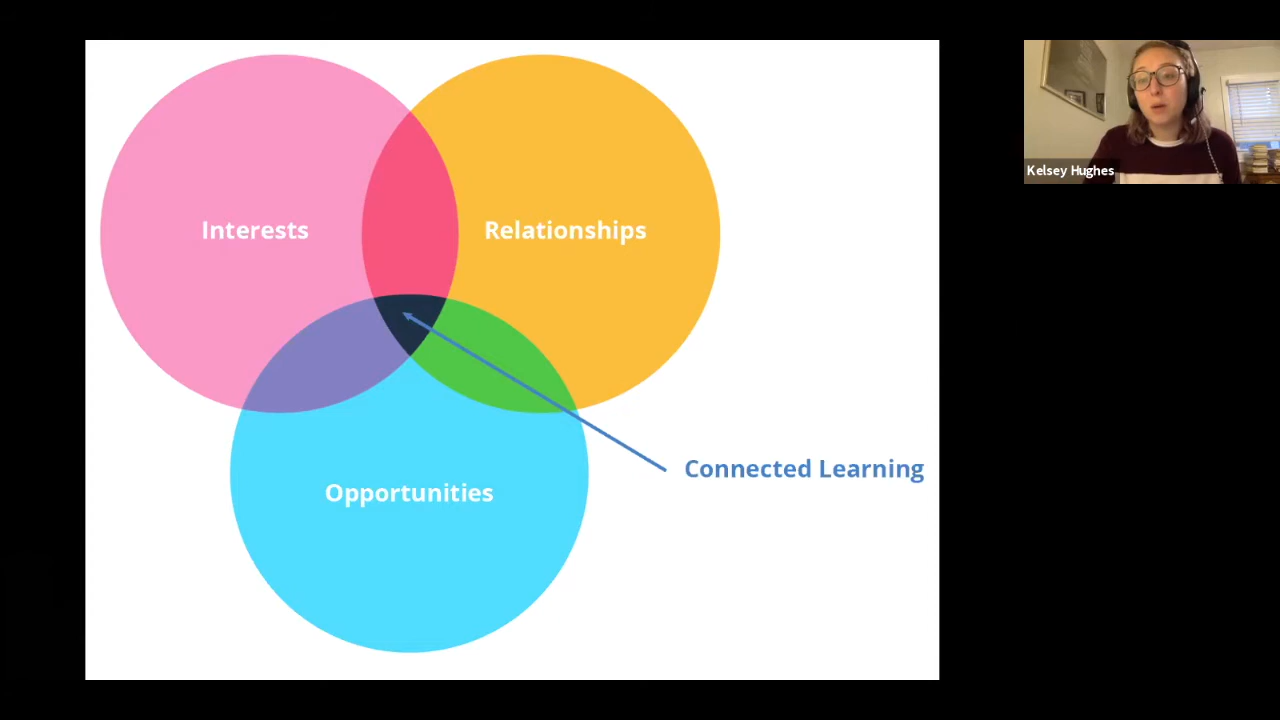 Interests
Relationships
Opportunities
Connected Learning
Kelsey Hughes